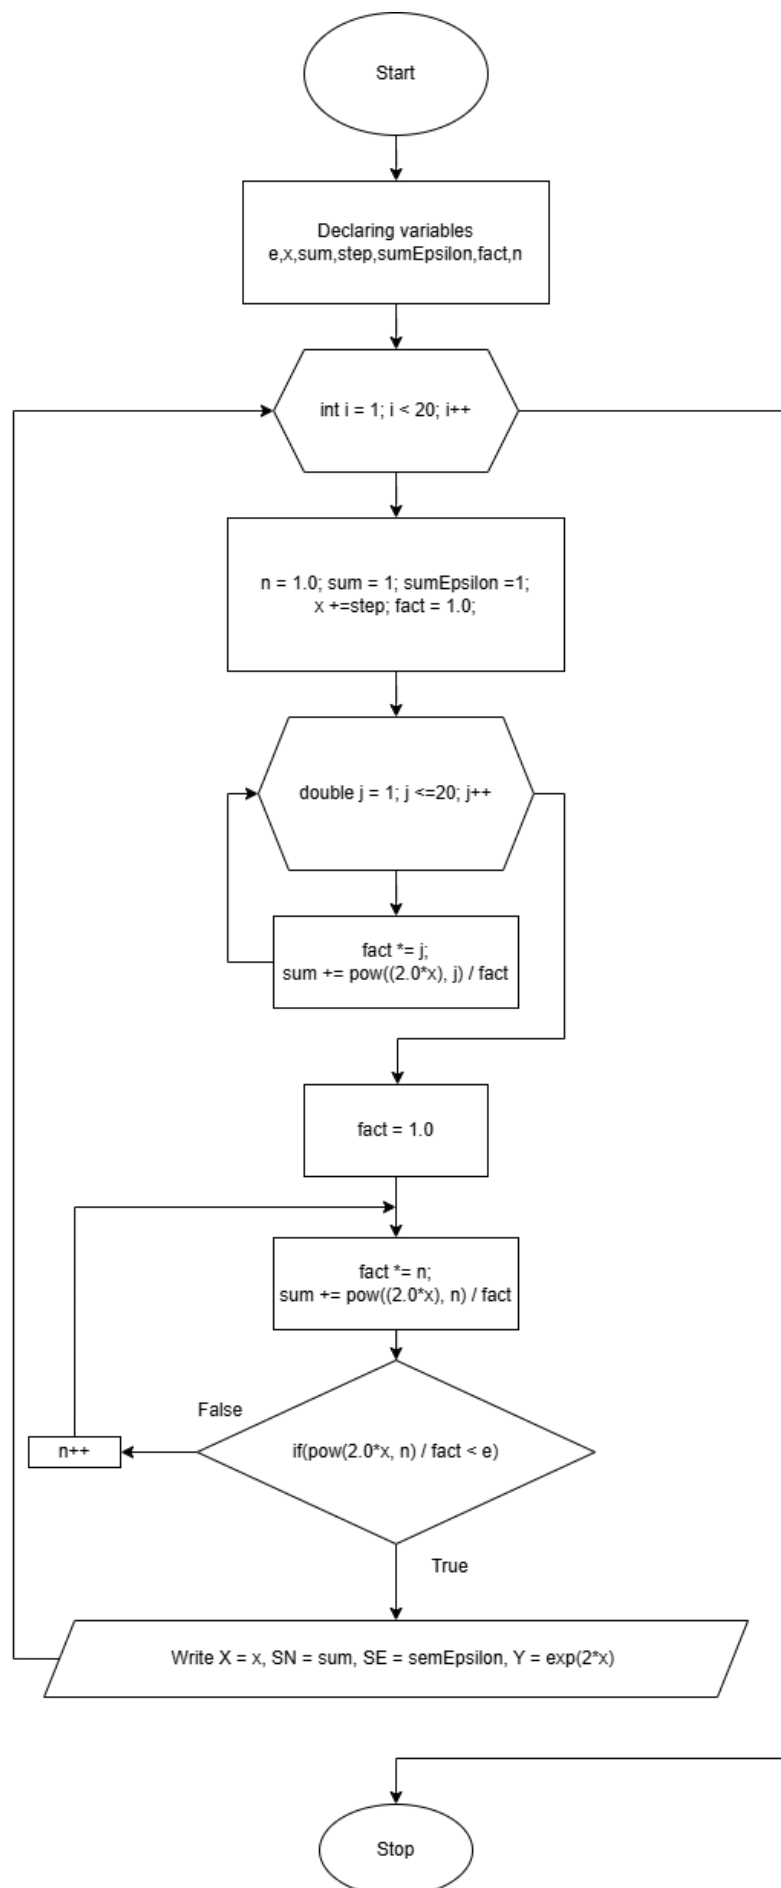 Start
Declaring variables
e,x,sum,step,sumEpsilon,fact,n
int i = 1; i < 20; i++
n = 1.0; sum = 1; sumEpsilon =1;
x +=step; fact = 1.0;
double j = 1; j <=20; j++
fact *= j;
sum += pow((2.0*x), j) / fact
fact = 1.0
fact *= n;
sum += pow((2.0*x), n) / fact
False
n++
if(pow(2.0*x, n) / fact < e)
True
Write X = x, SN = sum, SE = semEpsilon, Y = exp(2*x)
Stop